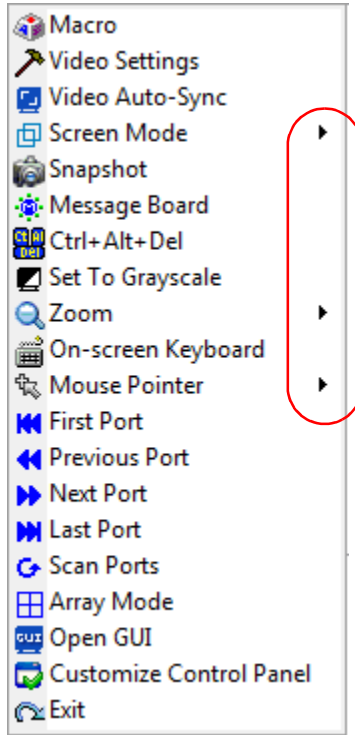 Macro
Video Settings
Video Auto-Sync
Screen Mode
Snapshot
Message Board
Ctrl+Alt+Del
Set To Grayscale
Zoom
On-screen Keyboard
Mouse Pointer
First Port
Previous Port
Next Port
Last Port
Scan Ports
Array Mode
GUI Open GUI
Customize Control Panel
Exit